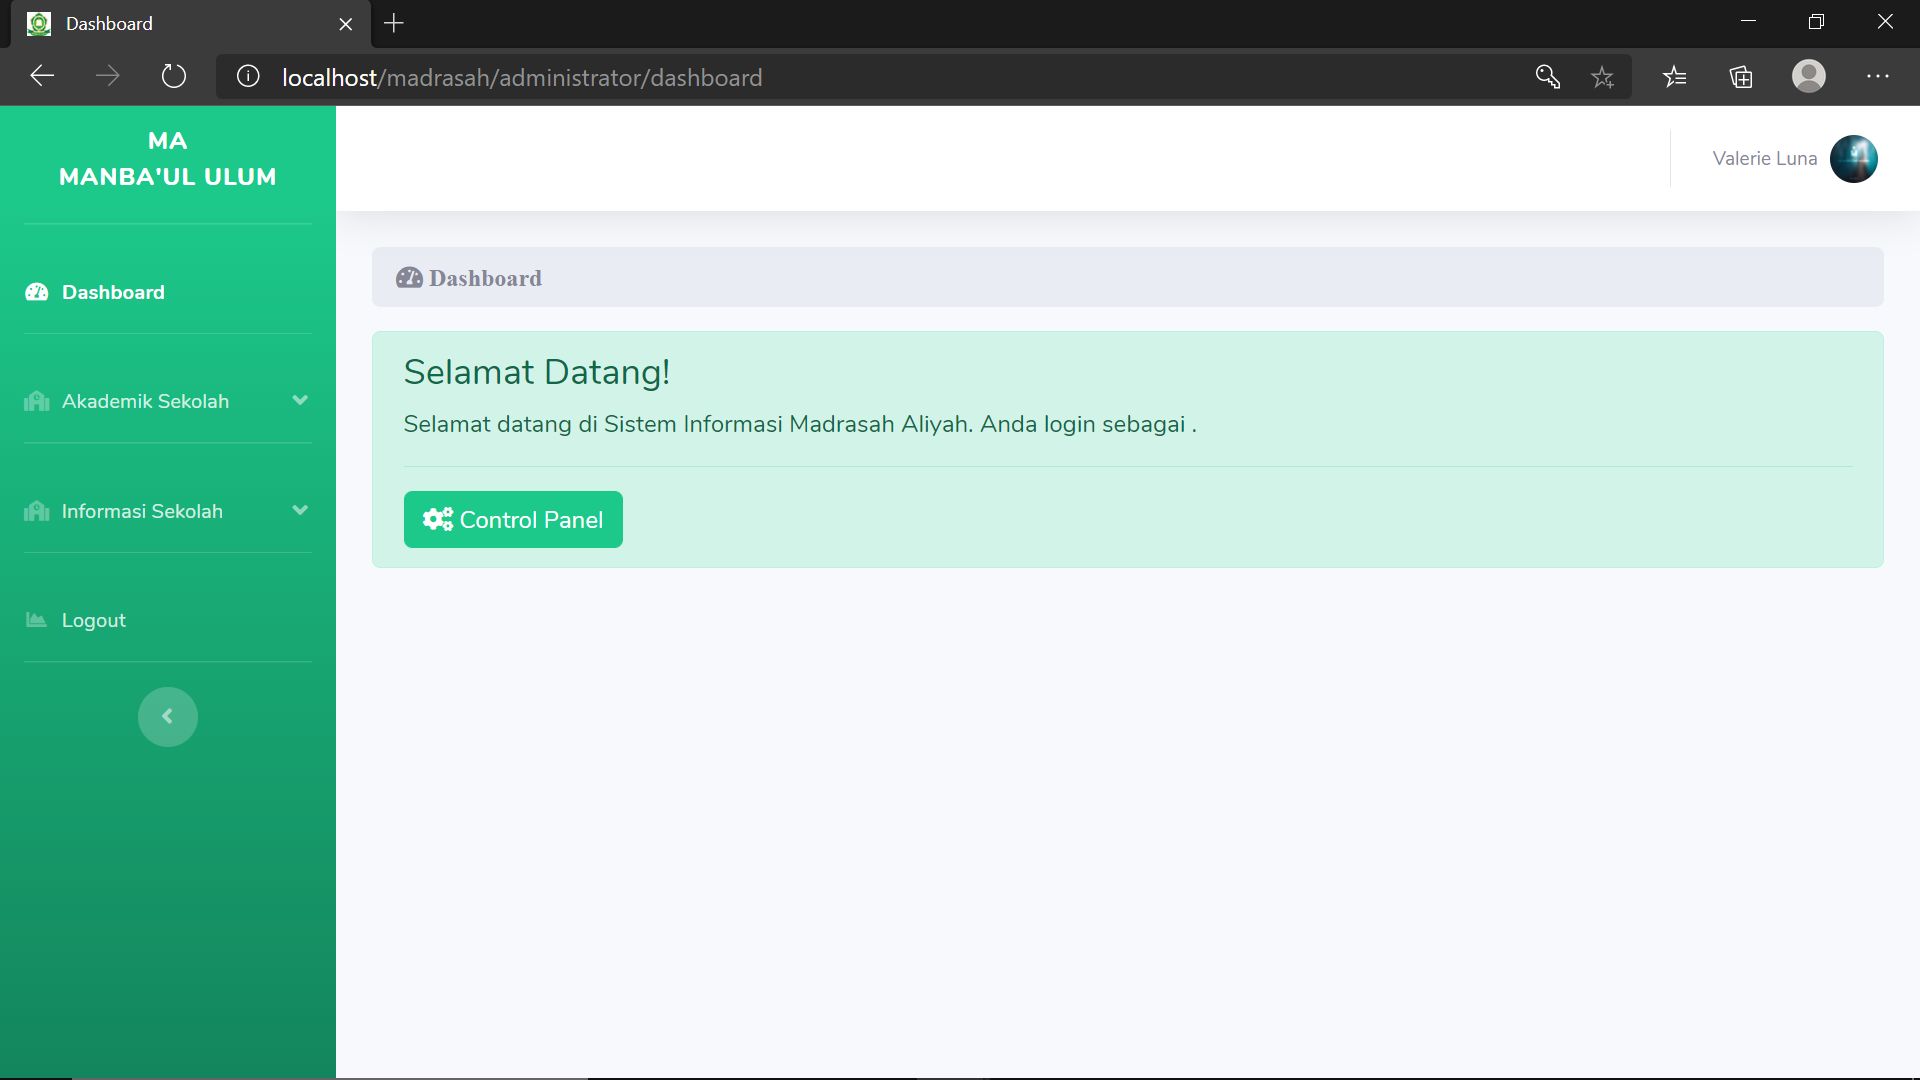 Dashboard
localhost/madrasah/administrator/dashboard
MA
MANBA'UL ULUM
Valerie Luna
Dashboard
Dashboard
Selamat Datang!
Akademik Sekolah
Selamat datang di Sistem Informasi Madrasah Aliyah. Anda login sebagai .
Informasi Sekolah
Control Panel
Logout